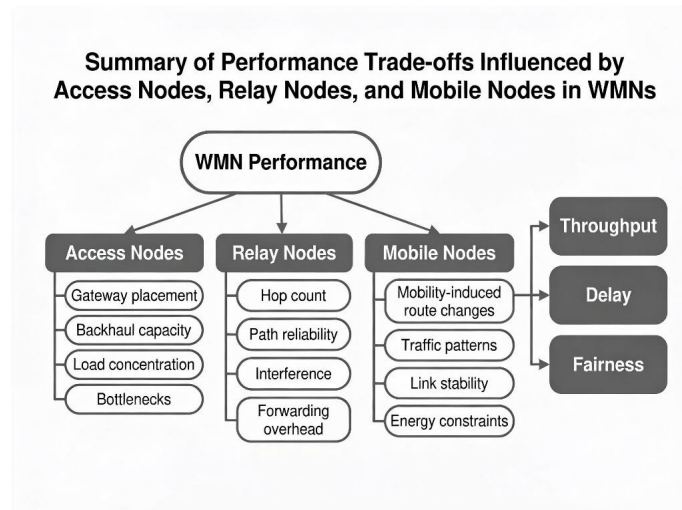 Summary of Performance Trade-offs Influenced by
Access Nodes, Relay Nodes, and Mobile Nodes in WMNs
WMN Performance
Access Nodes
Gateway placement
Backhaul capacity
Load concentration
Bottlenecks
Relay Nodes
Hop count
Path reliability
Interference
Forwarding
overhead
Mobile Nodes
Mobility-induced
route changes
Traffic patterns
Link stability
Energy constraints
Throughput
Delay
Fairness